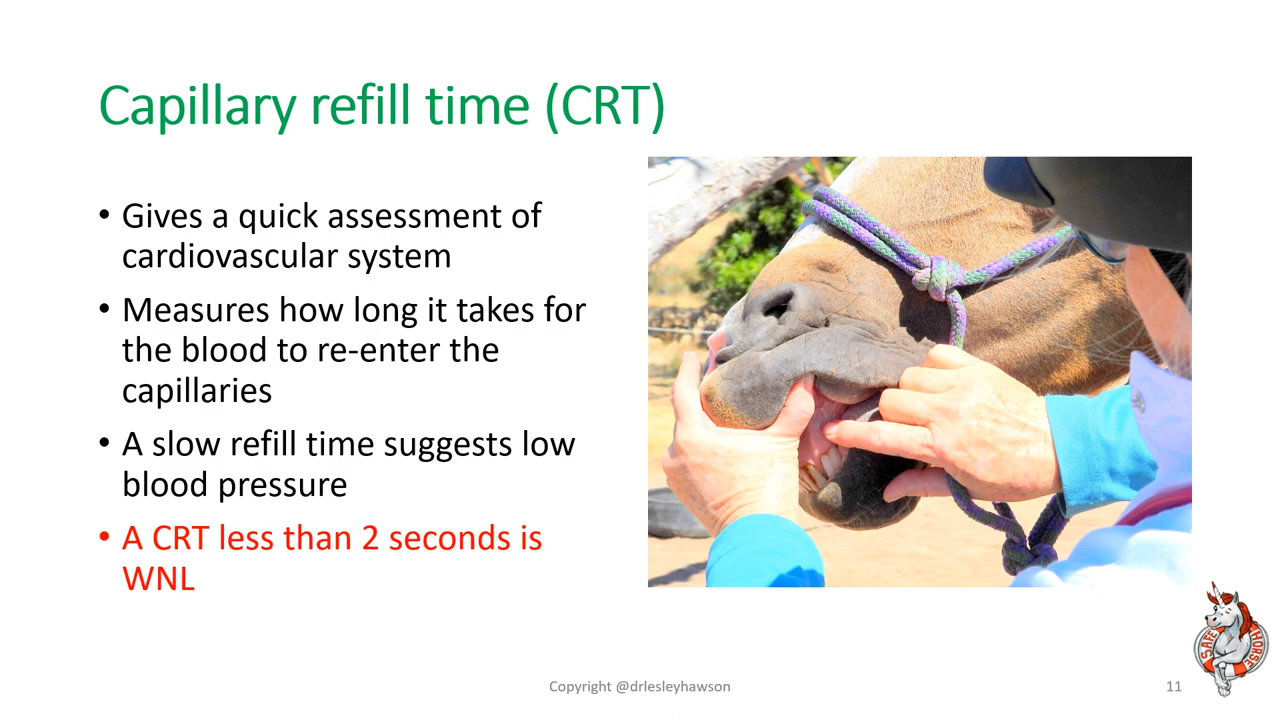 Capillary refill time (CRT)
• Gives a quick assessment of
cardiovascular system
• Measures how long it takes for
the blood to re-enter the
capillaries
• A slow refill time suggests low
blood pressure
• A CRT less than 2 seconds is
WNL
SAFE HORSE
Copyright @drlesleyhawson
11